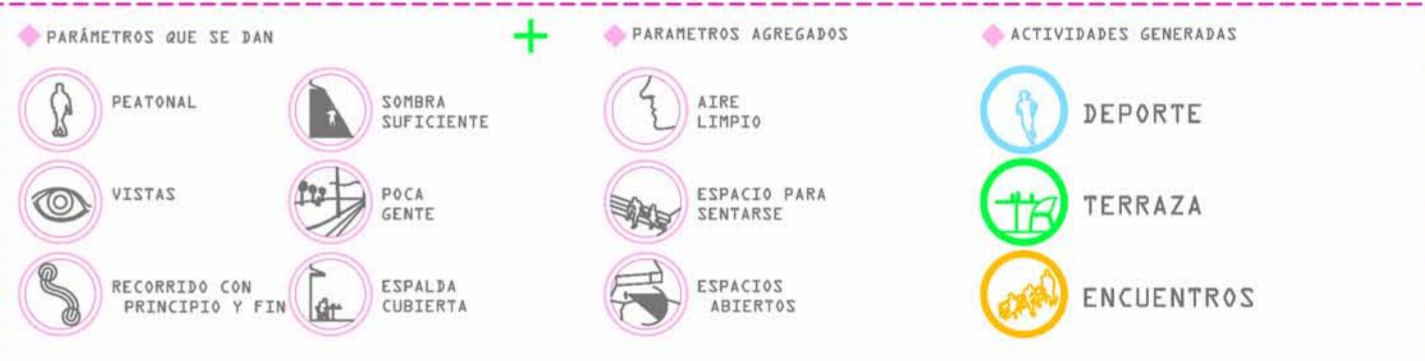 PARÁMETROS QUE SE DAN
PEATONAL
VISTAS
RECORRIDO CON
PRINCIPIO Y FIN
SOMBRA
SUFICIENTE
POCA
GENTE
ESPALDA
CUBIERTA
+
PARAMETROS AGREGADOS
AIRE
LIMPIO
ESPACIO PARA
SENTARSE
ESPACIOS
ABIERTOS
ACTIVIDADES GENERADAS
DEPORTE
TERRAZA
ENCUENTROS